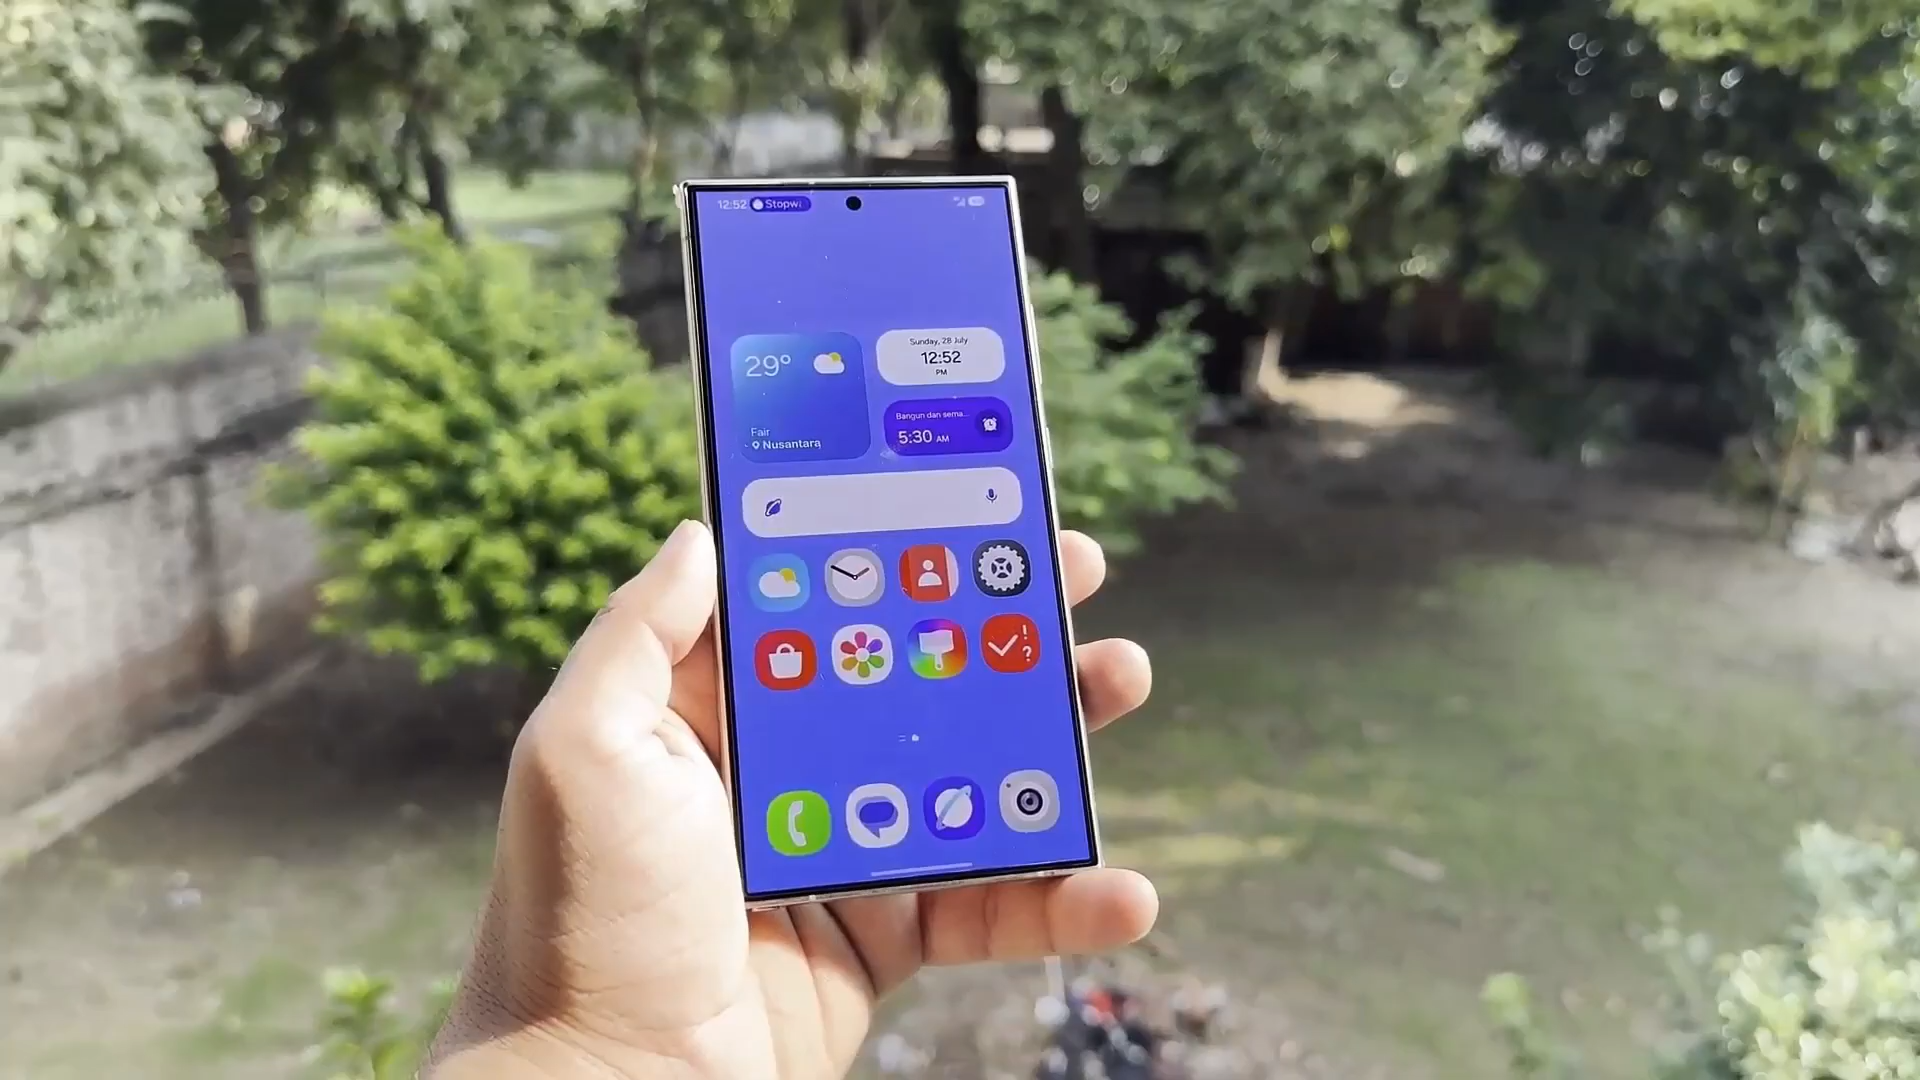 12:52 Stopwi
29°
Fair
Nusantara
Sunday, 28 July
12:52
PM
Bangun dan sema...
5:30 AM
! ?